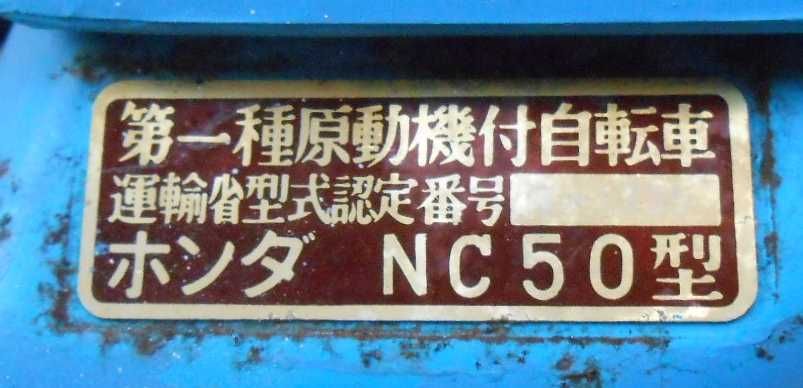 第一種原動機付自転車
運輸省型式認定番号
ホンダ NC50型